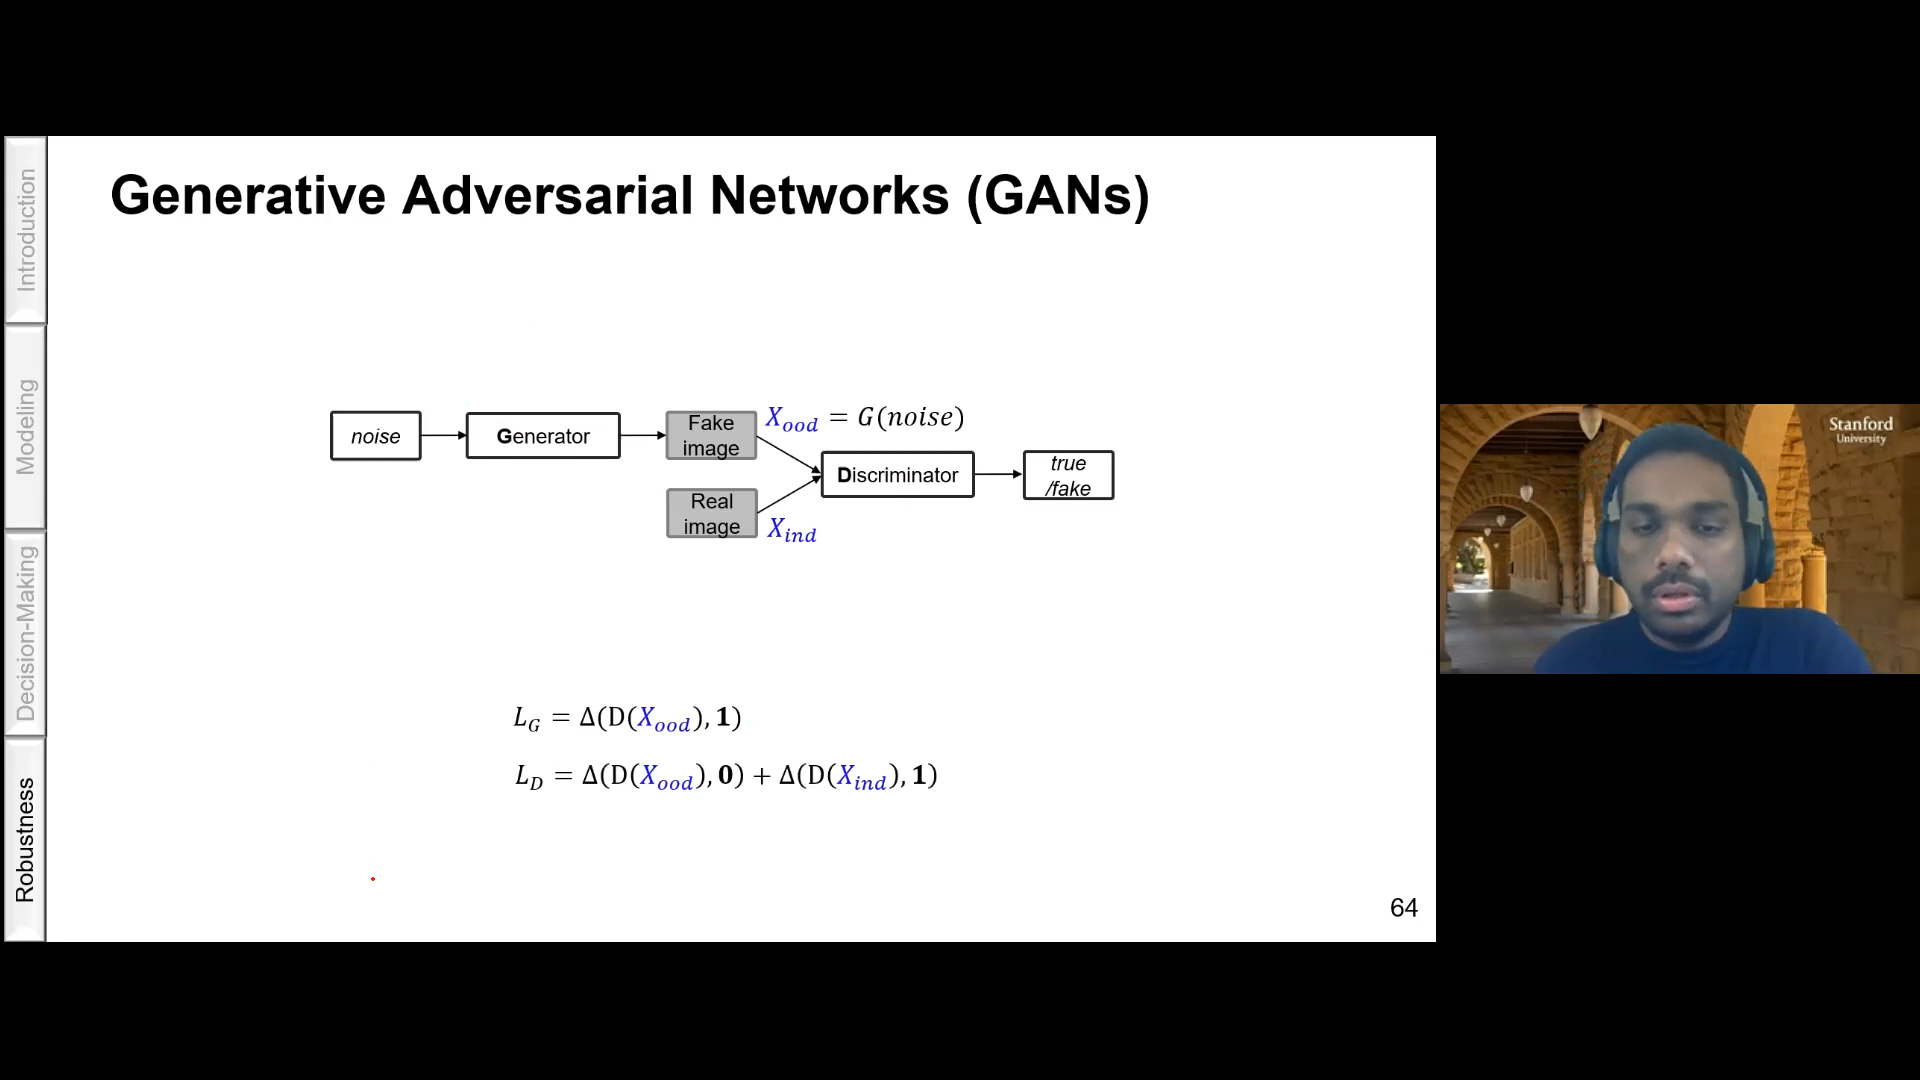 Generative Adversarial Networks (GANs)
Introduction
Modeling
Decision-Making
Robustness
noise
Generator
Fake
image
X_ood = G(noise)
Real
image
X_ind
Discriminator
true
/fake
L_G = Δ(D(X_ood), 1)
L_D = Δ(D(X_ood), 0) + Δ(D(X_ind), 1)
64
Stanford
University